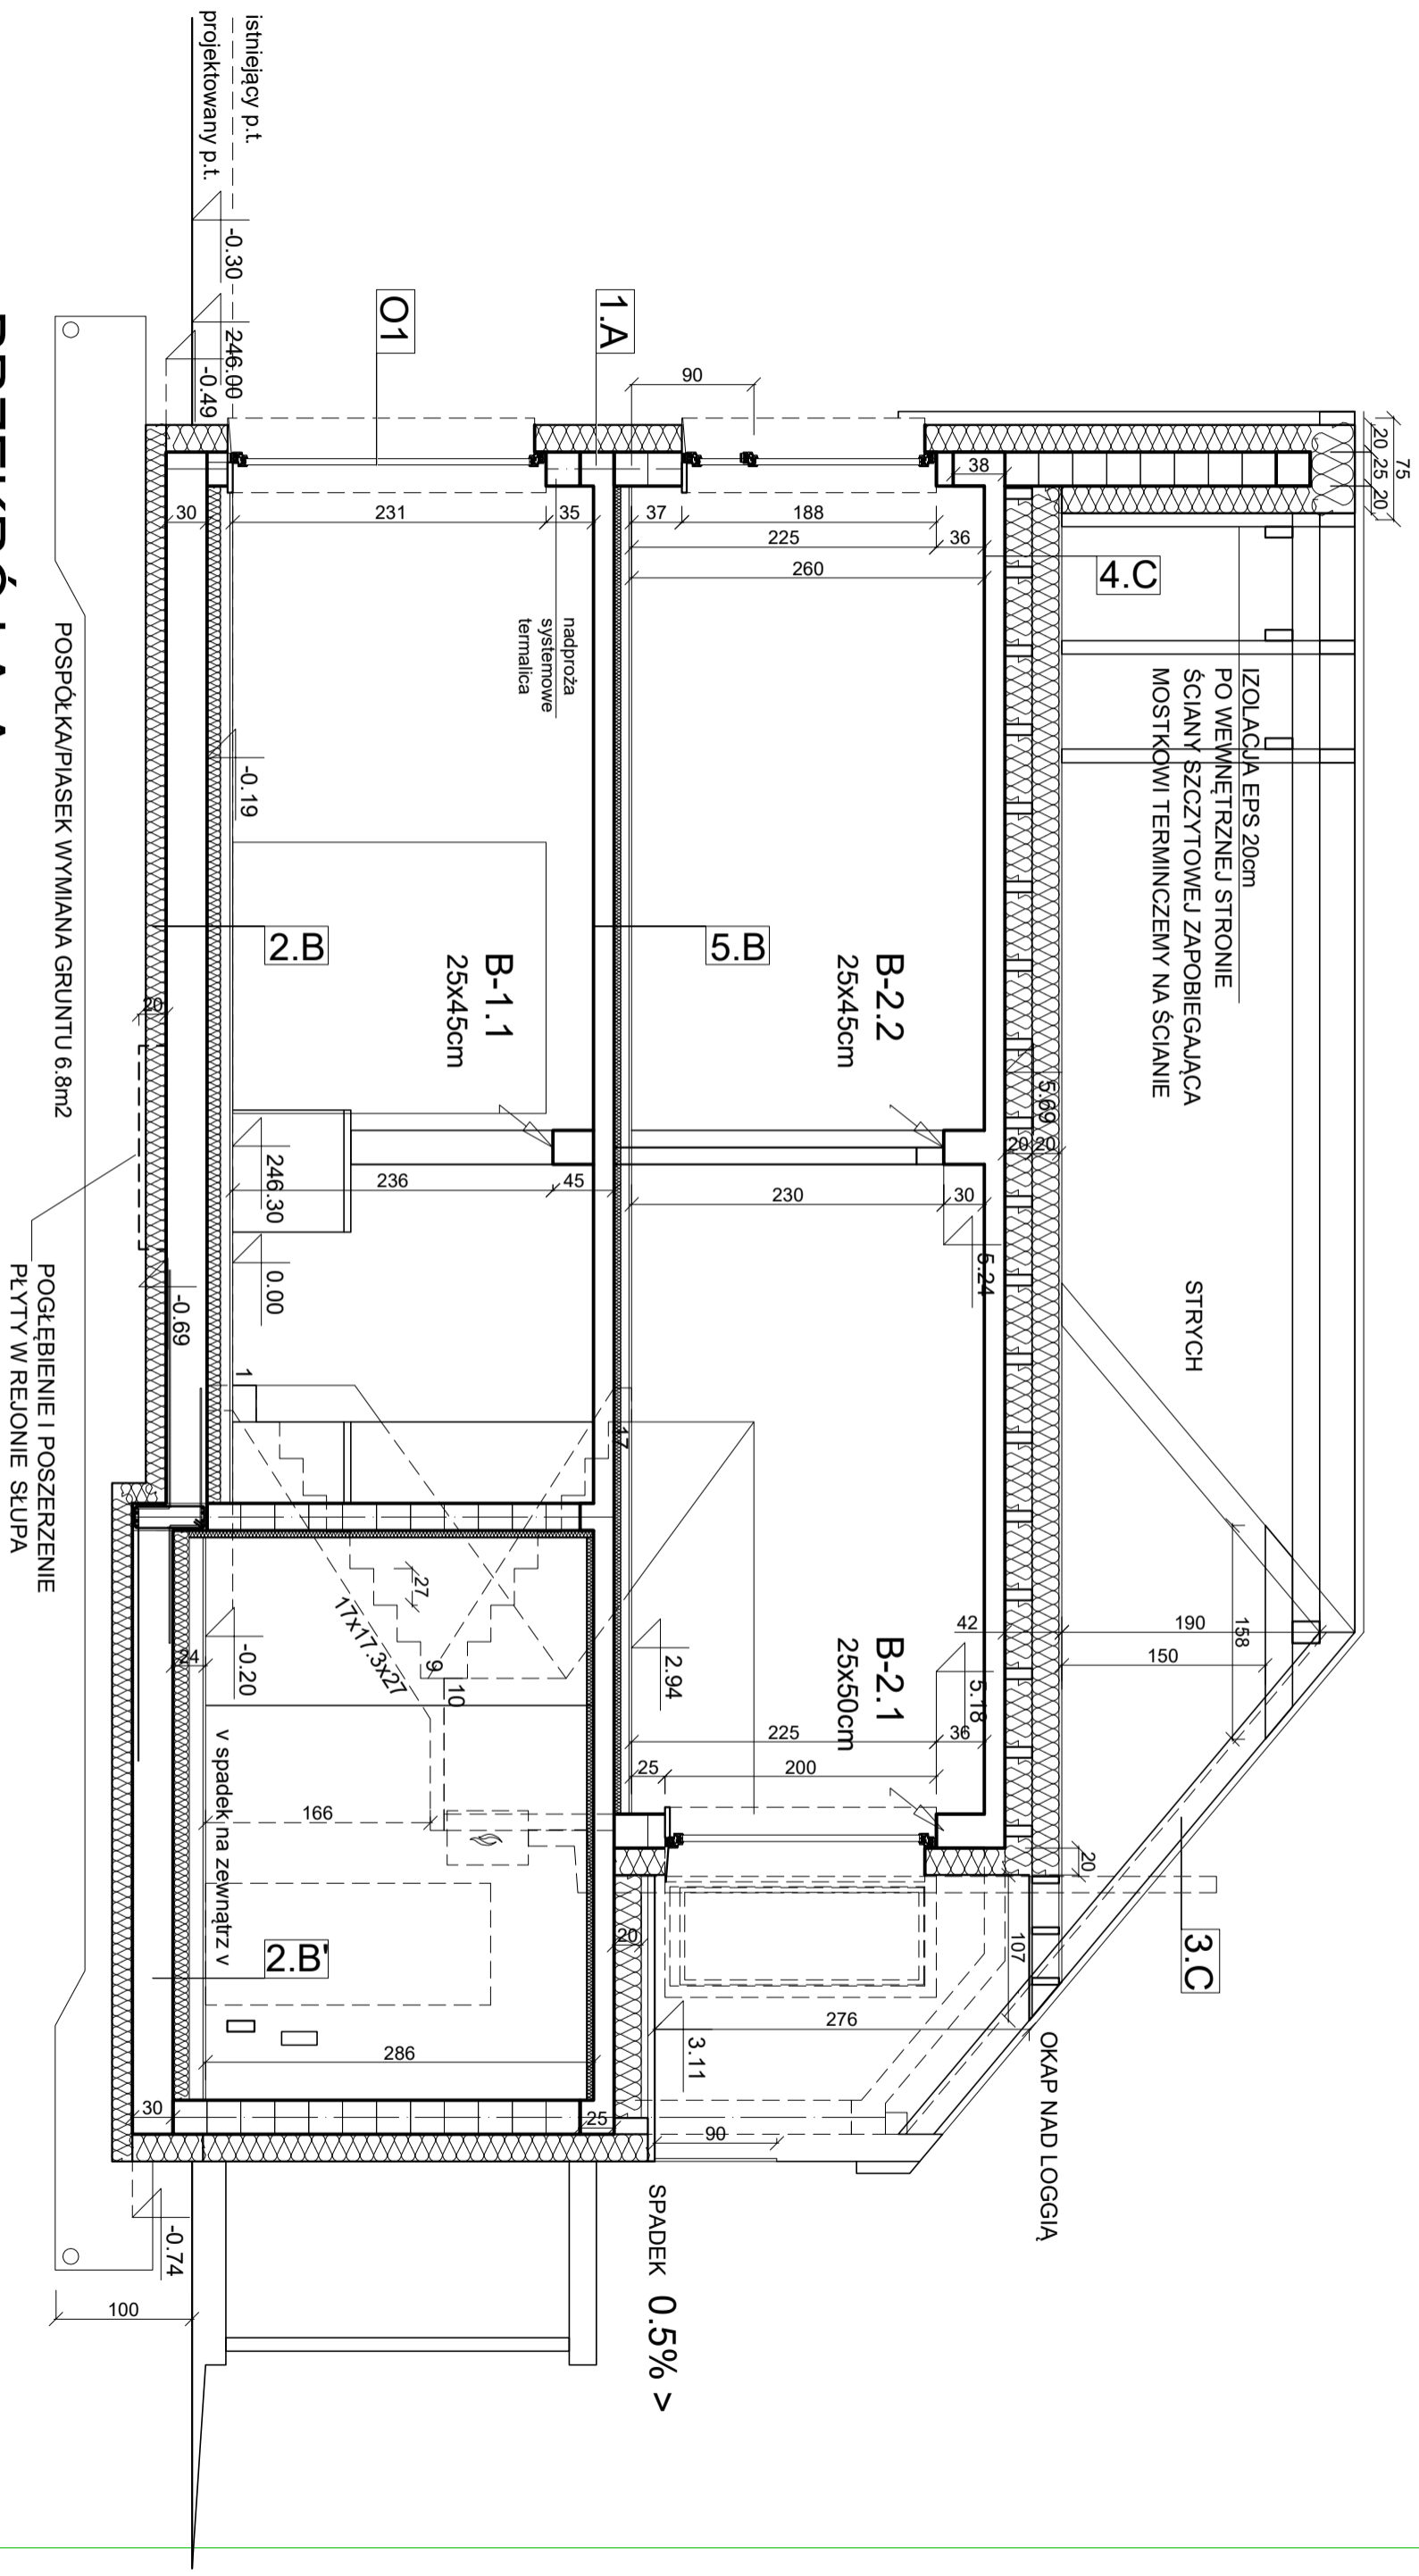 75
20
25
20
IZOLACJA EPS 20cm
PO WEWNĘTRZNEJ STRONIE
ŚCIANY SZCZYTOWEJ ZAPOBIEGAJĄCA
MOSTKOWI TERMINCZEMY NA ŚCIANIE
STRYCH
158
190
150
3.C
4.C
5.69
20
20
42
20
107
OKAP NAD LOGGIĄ
38
36
188
225
37
260
90
B-2.2
25x45cm
30
230
5.24
B-2.1
25x50cm
5.18
36
225
200
25
2.94
276
3.11
90
20
SPADEK 0.5% >
1.A
O1
5.B
35
231
30
nadproża
systemowe
termalica
B-1.1
25x45cm
45
236
17
27
17x17.3x27
9
10
1
166
286
25
istniejący p.t.
projektowany p.t.
-0.30
246.00
-0.49
-0.19
2.B
246.30
0.00
-0.20
24
v spadek na zewnątrz v
2.B'
20
-0.69
30
-0.74
100
POSPÓŁKA/PIASEK WYMIANA GRUNTU 6.8m2
POGŁĘBIENIE I POSZERZENIE
PŁYTY W REJONIE SŁUPA